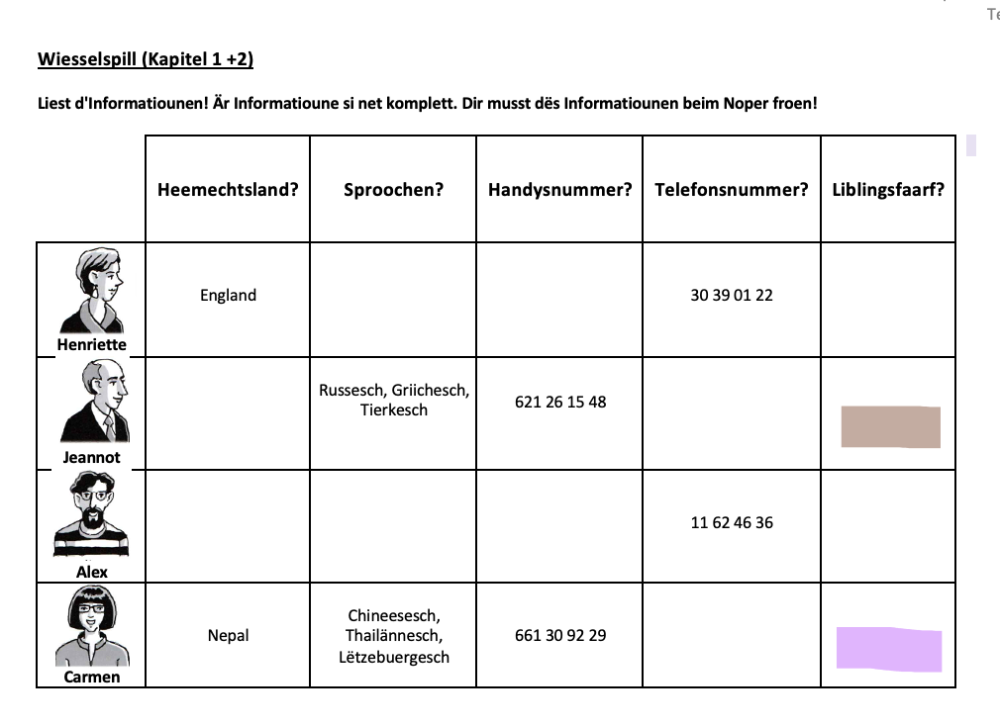 Te
Wiesselspill (Kapitel 1 +2)
Liest d'Informatiounen! Är Informatioune si net komplett. Dir musst dës Informatiounen beim Noper froen!
Heemechtsland? Sproochen? Handysnummer? Telefonsnummer? Liblingsfaarf?
England 30 39 01 22
Henriette
Russesch, Griichesch,
Tierkesch
621 26 15 48
Jeannot
11 62 46 36
Alex
Nepal
Chineesesch,
Thailännesch,
Lëtzebuergesch
661 30 92 29
Carmen